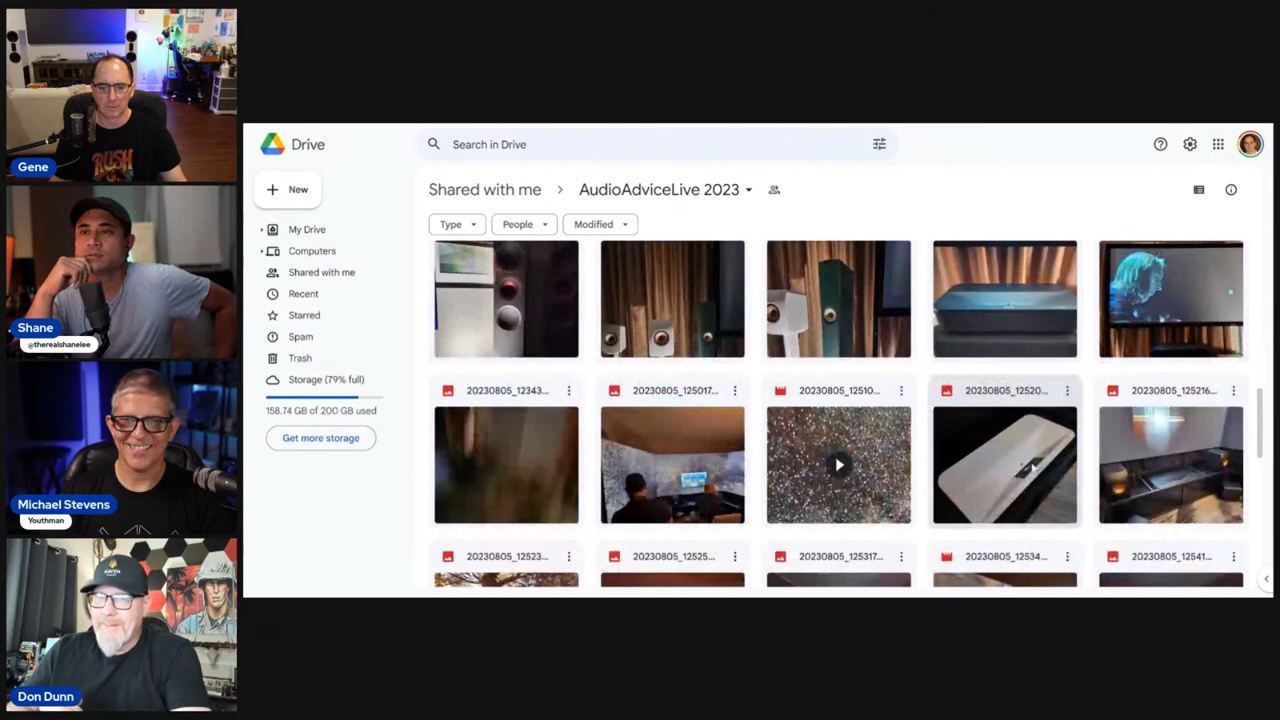 Gene
RUSH
Shane
@therealshanelee
Michael Stevens
Youthman
Don Dunn
Drive
Search in Drive
New
Shared with me > AudioAdviceLive 2023
Type
People
Modified
My Drive
Computers
Shared with me
Recent
Starred
Spam
Trash
Storage (79% full)
158.74 GB of 200 GB used
Get more storage
20230805_12343...
20230805_125017...
20230805_12510...
20230805_12520...
20230805_125216...
20230805_12523...
20230805_12525...
20230805_125317...
20230805_12534...
20230805_12541...